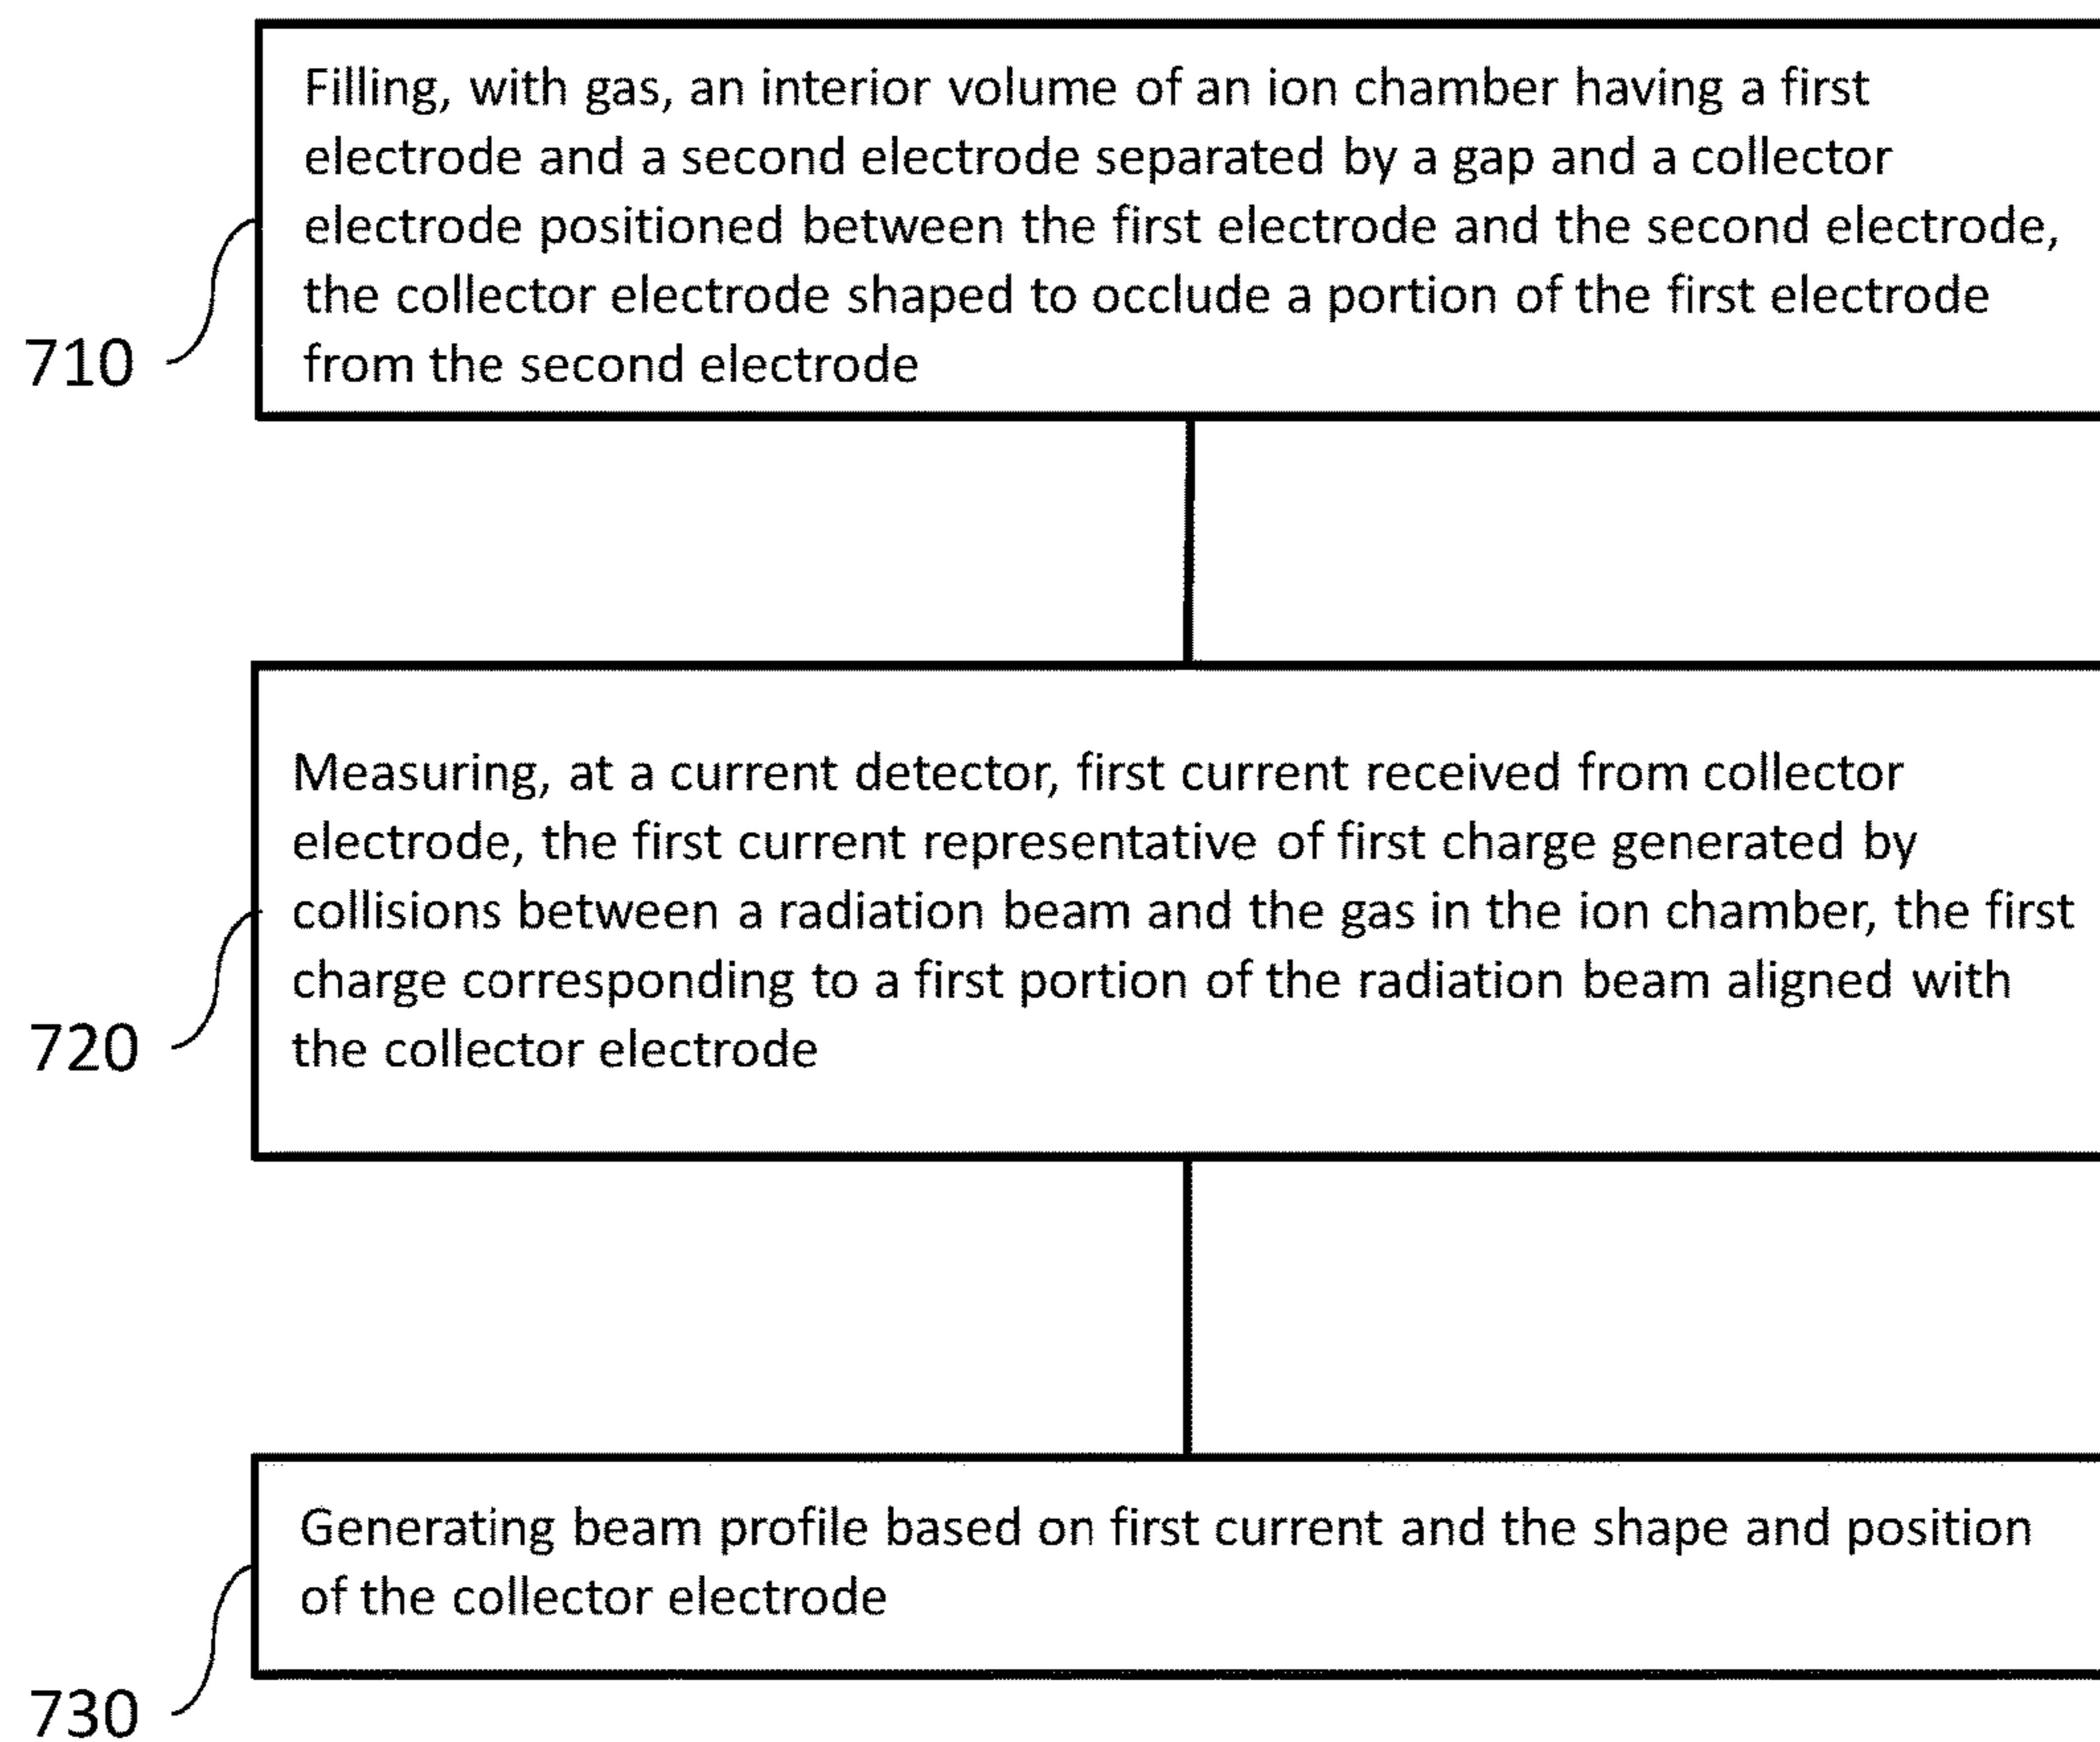 Filling, with gas, an interior volume of an ion chamber having a first
electrode and a second electrode separated by a gap and a collector
electrode positioned between the first electrode and the second electrode,
the collector electrode shaped to occlude a portion of the first electrode
from the second electrode
710
Measuring, at a current detector, first current received from collector
electrode, the first current representative of first charge generated by
collisions between a radiation beam and the gas in the ion chamber, the first
charge corresponding to a first portion of the radiation beam aligned with
the collector electrode
720
Generating beam profile based on first current and the shape and position
of the collector electrode
730